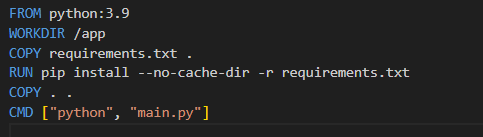 FROM python:3.9
WORKDIR /app
COPY requirements.txt .
RUN pip install --no-cache-dir -r requirements.txt
COPY . .
CMD ["python", "main.py"]